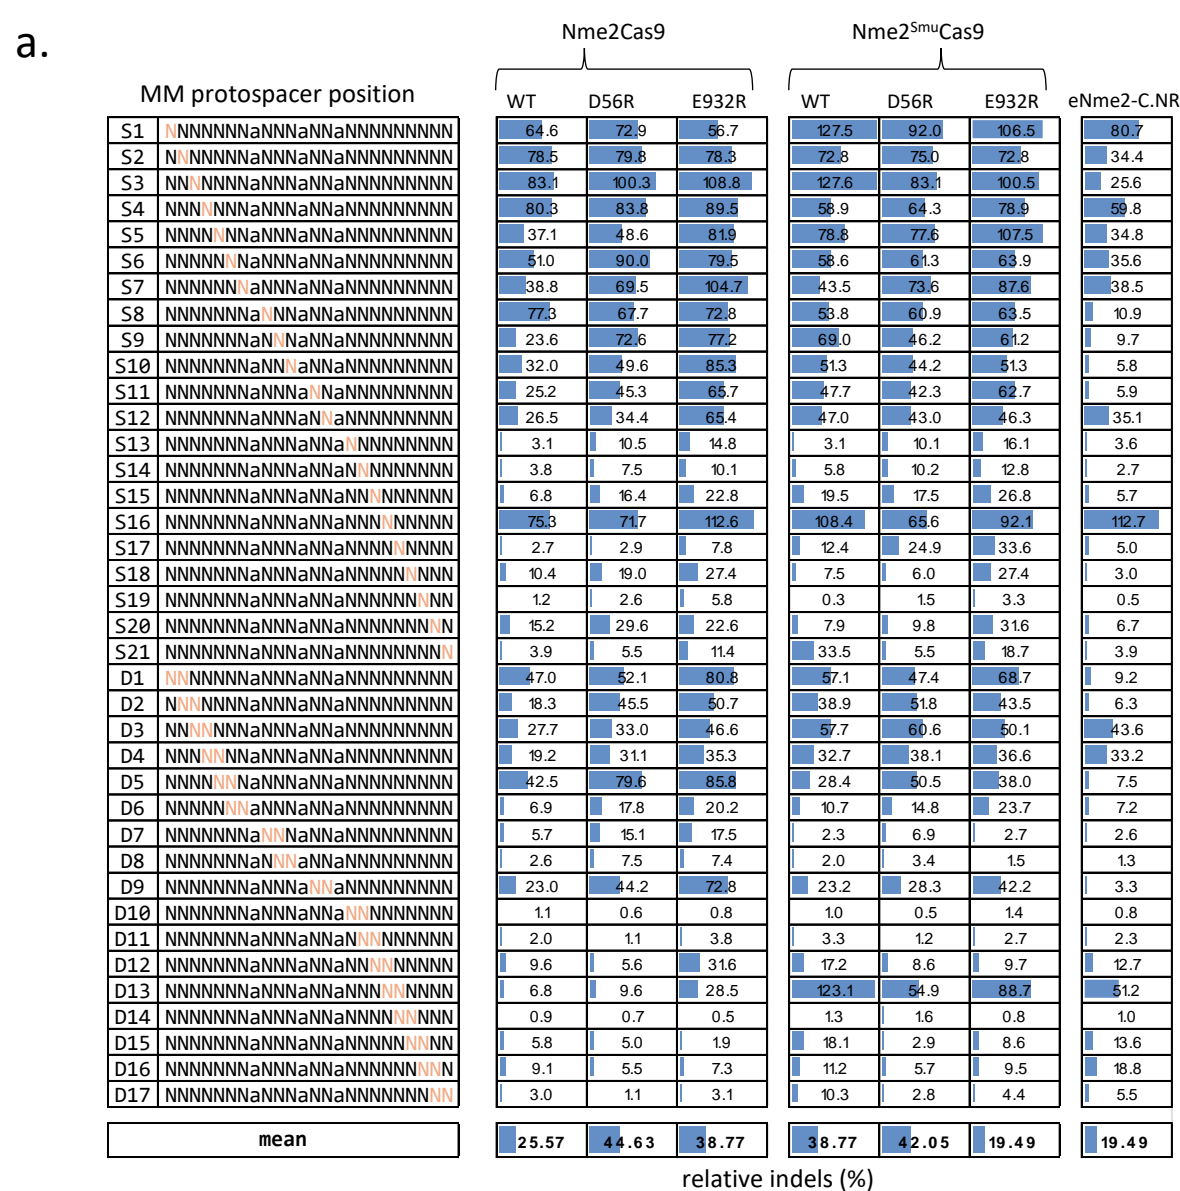 a.
Nme2Cas9 Nme2SmuCas9
MM protospacer position WT D56R E932R WT D56R E932R eNme2-C.NR
S1 NNNNNNNaNNNaNNaNNNNNNNNN 64.6 72.9 56.7 127.5 92.0 106.5 80.7
S2 NNNNNNNaNNNaNNaNNNNNNNNN 78.5 79.8 78.3 72.8 75.0 72.8 34.4
S3 NNNNNNNaNNNaNNaNNNNNNNNN 83.1 100.3 108.8 127.6 83.1 100.5 25.6
S4 NNNNNNNaNNNaNNaNNNNNNNNN 80.3 83.8 89.5 58.9 64.3 78.9 59.8
S5 NNNNNNNaNNNaNNaNNNNNNNNN 37.1 48.6 81.9 78.8 77.6 107.5 34.8
S6 NNNNNNNaNNNaNNaNNNNNNNNN 51.0 90.0 79.5 58.6 61.3 63.9 35.6
S7 NNNNNNNaNNNaNNaNNNNNNNNN 38.8 69.5 104.7 43.5 73.6 87.6 38.5
S8 NNNNNNNaNNNaNNaNNNNNNNNN 77.3 67.7 72.8 53.8 60.9 63.5 10.9
S9 NNNNNNNaNNNaNNaNNNNNNNNN 23.6 72.6 77.2 69.0 46.2 61.2 9.7
S10 NNNNNNNaNNNaNNaNNNNNNNNN 32.0 49.6 85.3 51.3 44.2 51.3 5.8
S11 NNNNNNNaNNNaNNaNNNNNNNNN 25.2 45.3 65.7 47.7 42.3 62.7 5.9
S12 NNNNNNNaNNNaNNaNNNNNNNNN 26.5 34.4 65.4 47.0 43.0 46.3 35.1
S13 NNNNNNNaNNNaNNaNNNNNNNNN 3.1 10.5 14.8 3.1 10.1 16.1 3.6
S14 NNNNNNNaNNNaNNaNNNNNNNNN 3.8 7.5 10.1 5.8 10.2 12.8 2.7
S15 NNNNNNNaNNNaNNaNNNNNNNNN 6.8 16.4 22.8 19.5 17.5 26.8 5.7
S16 NNNNNNNaNNNaNNaNNNNNNNNN 75.3 71.7 112.6 108.4 65.6 92.1 112.7
S17 NNNNNNNaNNNaNNaNNNNNNNNN 2.7 2.9 7.8 12.4 24.9 33.6 5.0
S18 NNNNNNNaNNNaNNaNNNNNNNNN 10.4 19.0 27.4 7.5 6.0 27.4 3.0
S19 NNNNNNNaNNNaNNaNNNNNNNNN 1.2 2.6 5.8 0.3 1.5 3.3 0.5
S20 NNNNNNNaNNNaNNaNNNNNNNNN 15.2 29.6 22.6 7.9 9.8 31.6 6.7
S21 NNNNNNNaNNNaNNaNNNNNNNNN 3.9 5.5 11.4 33.5 5.5 18.7 3.9
D1 NNNNNNNaNNNaNNaNNNNNNNNN 47.0 52.1 80.8 57.1 47.4 68.7 9.2
D2 NNNNNNNaNNNaNNaNNNNNNNNN 18.3 45.5 50.7 38.9 51.8 43.5 6.3
D3 NNNNNNNaNNNaNNaNNNNNNNNN 27.7 33.0 46.6 57.7 60.6 50.1 43.6
D4 NNNNNNNaNNNaNNaNNNNNNNNN 19.2 31.1 35.3 32.7 38.1 36.6 33.2
D5 NNNNNNNaNNNaNNaNNNNNNNNN 42.5 79.6 85.8 28.4 50.5 38.0 7.5
D6 NNNNNNNaNNNaNNaNNNNNNNNN 6.9 17.8 20.2 10.7 14.8 23.7 7.2
D7 NNNNNNNaNNNaNNaNNNNNNNNN 5.7 15.1 17.5 2.3 6.9 2.7 2.6
D8 NNNNNNNaNNNaNNaNNNNNNNNN 2.6 7.5 7.4 2.0 3.4 1.5 1.3
D9 NNNNNNNaNNNaNNaNNNNNNNNN 23.0 44.2 72.8 23.2 28.3 42.2 3.3
D10 NNNNNNNaNNNaNNaNNNNNNNNN 1.1 0.6 0.8 1.0 0.5 1.4 0.8
D11 NNNNNNNaNNNaNNaNNNNNNNNN 2.0 1.1 3.8 3.3 1.2 2.7 2.3
D12 NNNNNNNaNNNaNNaNNNNNNNNN 9.6 5.6 31.6 17.2 8.6 9.7 12.7
D13 NNNNNNNaNNNaNNaNNNNNNNNN 6.8 9.6 28.5 123.1 54.9 88.7 51.2
D14 NNNNNNNaNNNaNNaNNNNNNNNN 0.9 0.7 0.5 1.3 1.6 0.8 1.0
D15 NNNNNNNaNNNaNNaNNNNNNNNN 5.8 5.0 1.9 18.1 2.9 8.6 13.6
D16 NNNNNNNaNNNaNNaNNNNNNNNN 9.1 5.5 7.3 11.2 5.7 9.5 18.8
D17 NNNNNNNaNNNaNNaNNNNNNNNN 3.0 1.1 3.1 10.3 2.8 4.4 5.5
mean 25.57 44.63 38.77 38.77 42.05 19.49 19.49
relative indels (%)